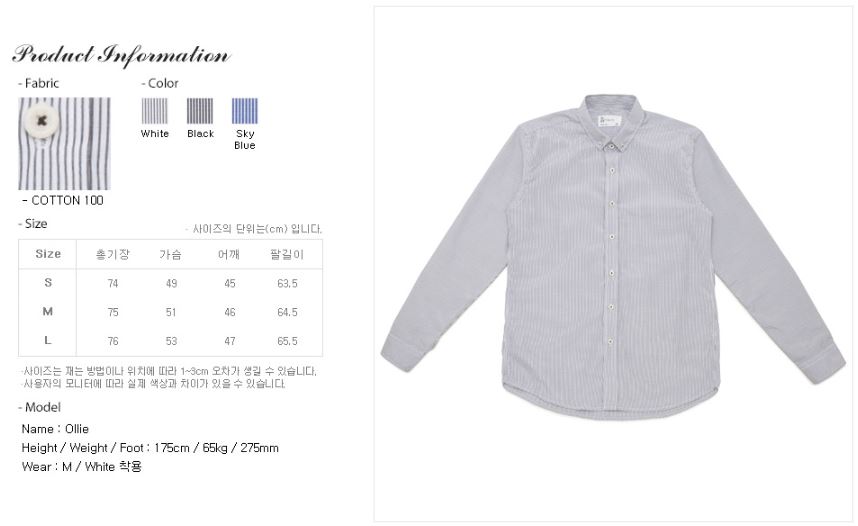 Product Information
- Fabric
- Color
White Black Sky Blue
- COTTON 100
- Size
· 사이즈의 단위는(cm) 입니다.
Size 총기장 가슴 어깨 팔길이
S 74 49 45 63.5
M 75 51 46 64.5
L 76 53 47 65.5
·사이즈는 재는 방법이나 위치에 따라 1~3cm 오차가 생길 수 있습니다.
·사용자의 모니터에 따라 실제 색상과 차이가 있을 수 있습니다.
- Model
Name : Ollie
Height / Weight / Foot : 175cm / 65kg / 275mm
Wear : M / White 착용